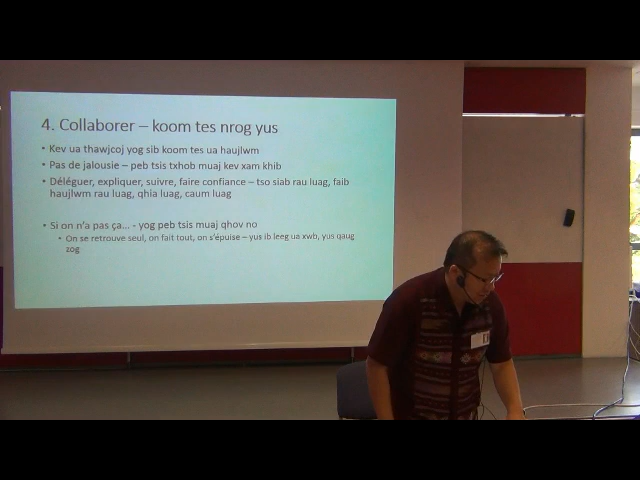 4. Collaborer – koom tes nrog yus
• Kev ua thawjcoj yog sib koom tes ua haujlwm
• Pas de jalousie – peb tsis txhob muaj kev xam khib
• Déléguer, expliquer, suivre, faire confiance – tso siab rau luag, faib
haujlwm rau luag, qhia luag, caum luag
• Si on n'a pas ça... - yog peb tsis muaj qhov no
• On se retrouve seul, on fait tout, on s'épuise – yus ib leeg ua xwb, yus qaug
zog